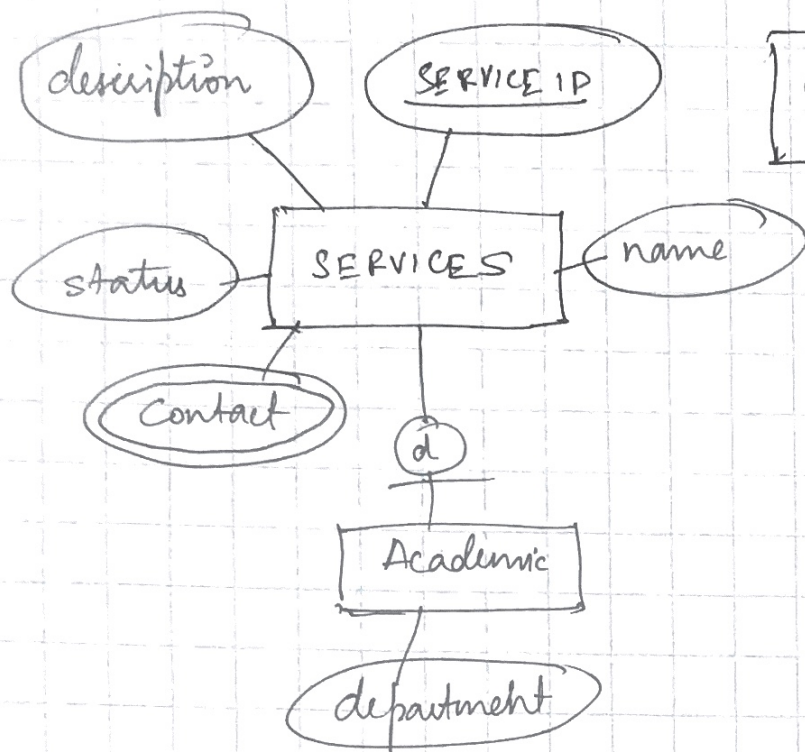 description
SERVICE ID
SERVICES
name
status
Contact
d
Academic
department